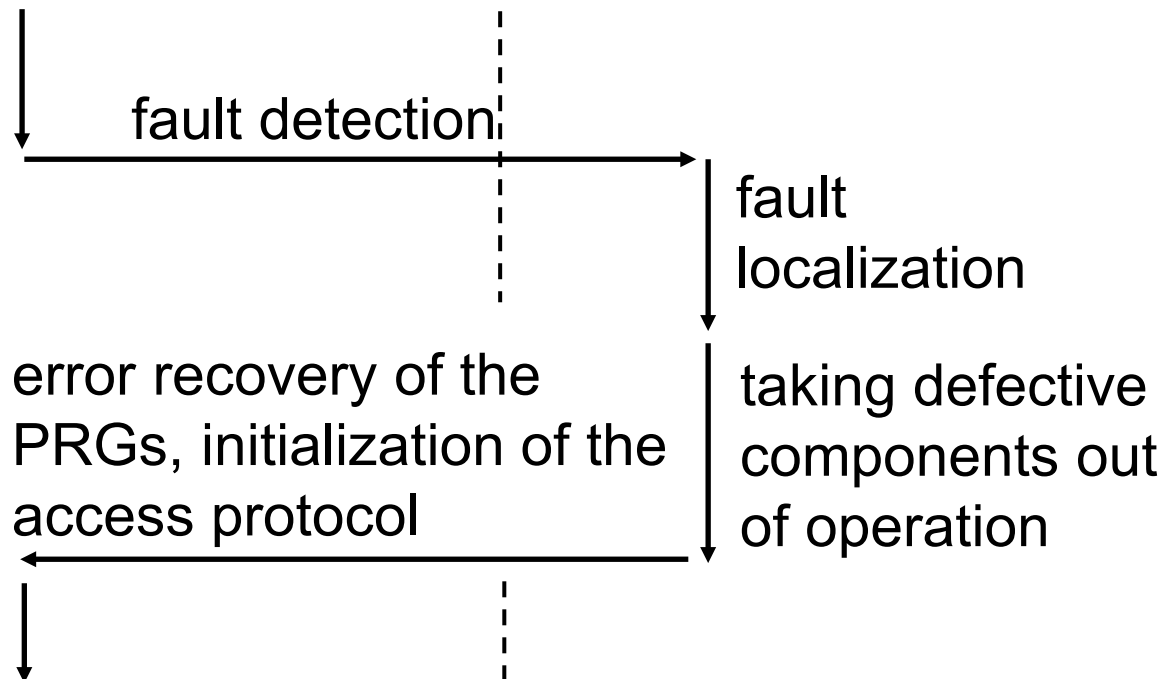 fault detection
fault
localization
error recovery of the
PRGs, initialization of the
access protocol
taking defective
components out
of operation